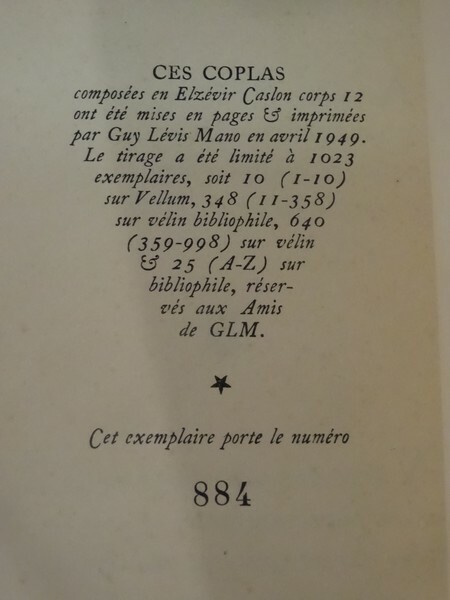 CES COPLAS
composées en Elzévir Caslon corps 12
ont été mises en pages & imprimées
par Guy Lévis Mano en avril 1949.
Le tirage a été limité à 1023
exemplaires, soit 10 (1-10)
sur Vellum, 348 (11-358)
sur vélin bibliophile, 640
(359-998) sur vélin
& 25 (A-Z) sur
bibliophile, réser-
vés aux Amis
de GLM.
Cet exemplaire porte le numéro
884